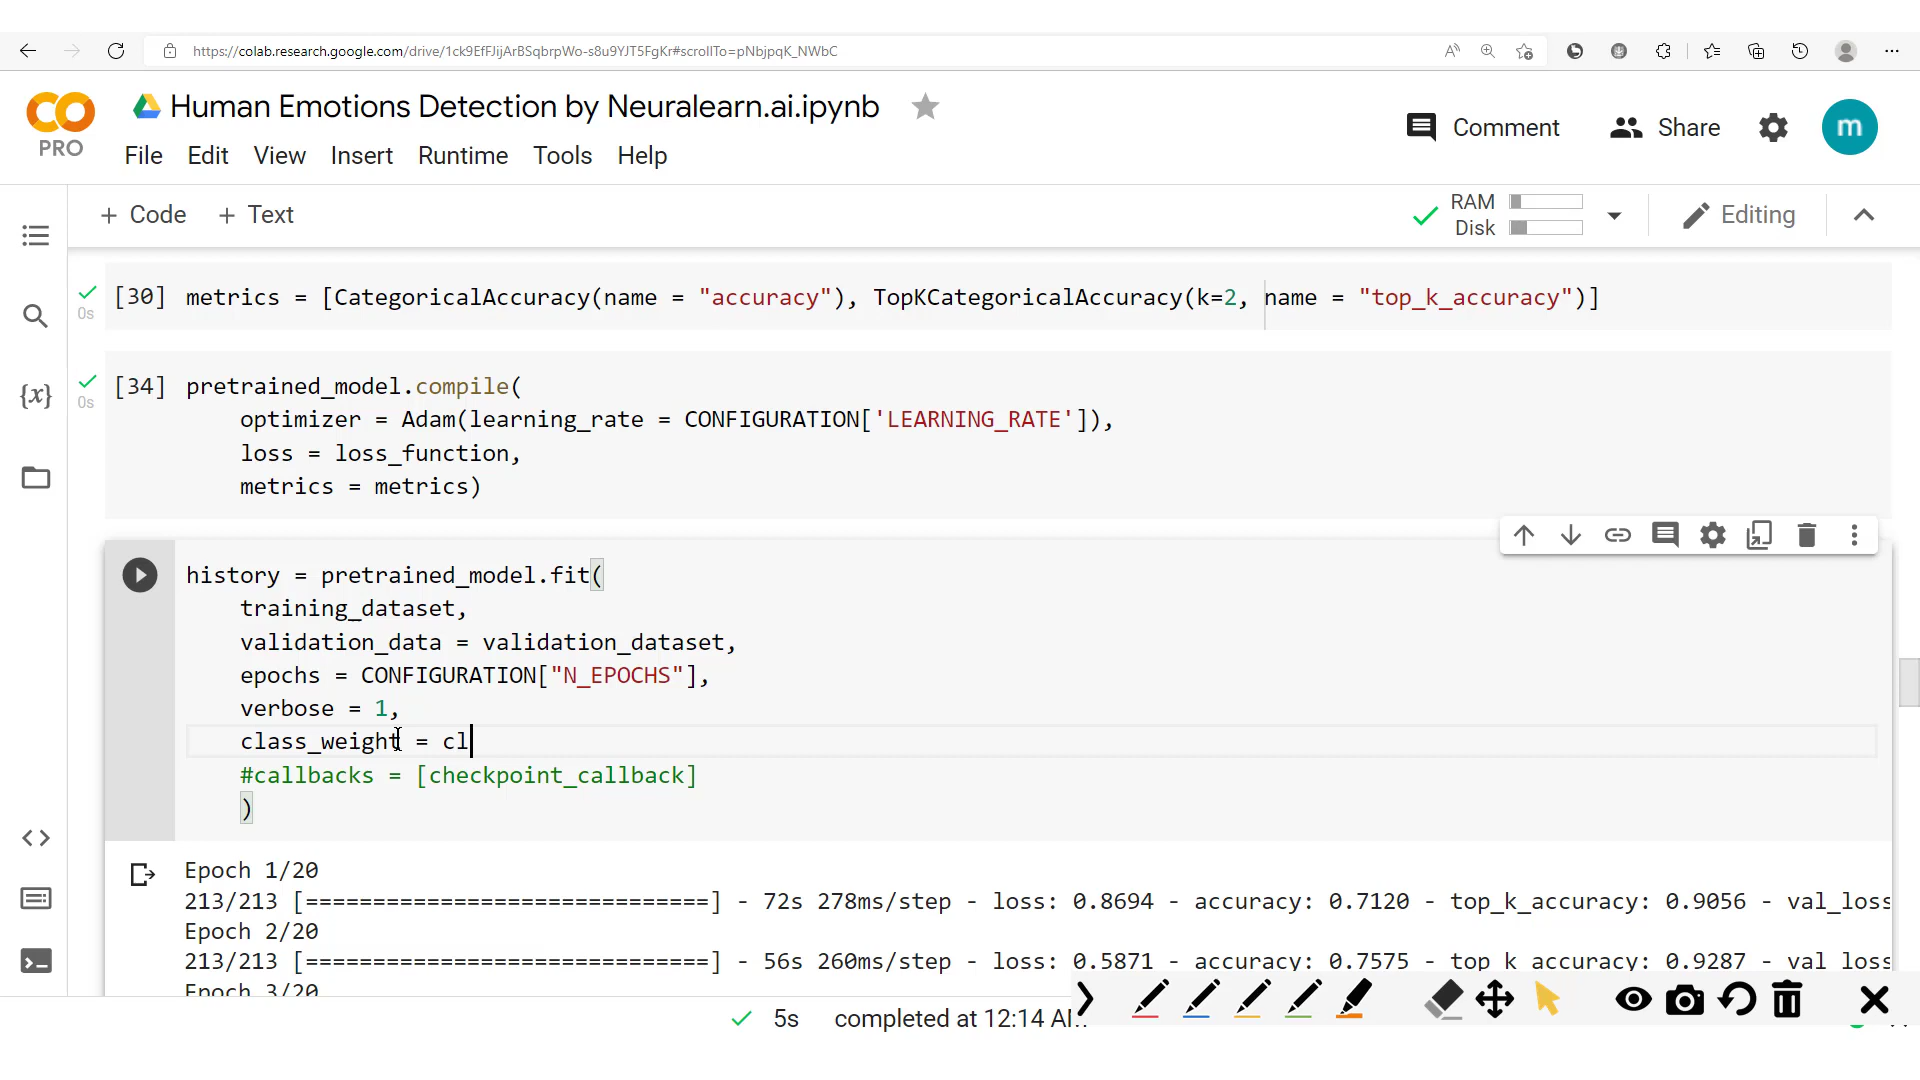 https://colab.research.google.com/drive/1ck9EfFJijArBSqbrpWo-s8u9YJT5FgKr#scrollTo=pNbjpqK_NWbC
PRO
Human Emotions Detection by Neuralearn.ai.ipynb
File Edit View Insert Runtime Tools Help
Comment
Share
m
+ Code + Text
RAM
Disk
Editing
0s
[30] metrics = [CategoricalAccuracy(name = "accuracy"), TopKCategoricalAccuracy(k=2, name = "top_k_accuracy")]
0s
[34] pretrained_model.compile(
optimizer = Adam(learning_rate = CONFIGURATION['LEARNING_RATE']),
loss = loss_function,
metrics = metrics)
history = pretrained_model.fit(
training_dataset,
validation_data = validation_dataset,
epochs = CONFIGURATION["N_EPOCHS"],
verbose = 1,
class_weight = cl
#callbacks = [checkpoint_callback]
)
Epoch 1/20
213/213 [==============================] - 72s 278ms/step - loss: 0.8694 - accuracy: 0.7120 - top_k_accuracy: 0.9056 - val_loss
Epoch 2/20
213/213 [==============================] - 56s 260ms/step - loss: 0.5871 - accuracy: 0.7575 - top_k_accuracy: 0.9287 - val_loss
Epoch 3/20
5s completed at 12:14 AM